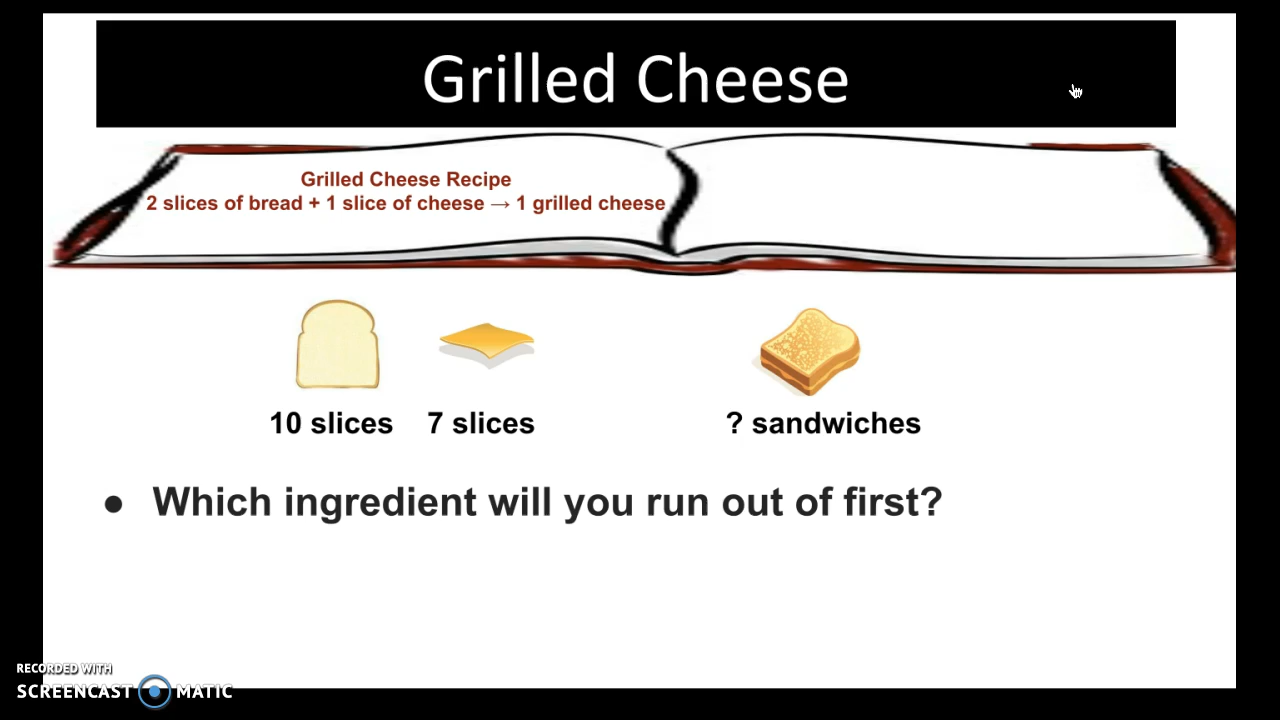 Grilled Cheese
Grilled Cheese Recipe
2 slices of bread + 1 slice of cheese → 1 grilled cheese
10 slices 7 slices ? sandwiches
● Which ingredient will you run out of first?
RECORDED WITH
SCREENCAST MATIC